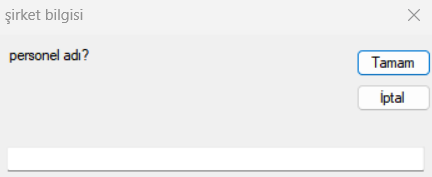 şirket bilgisi
personel adı?
Tamam
İptal